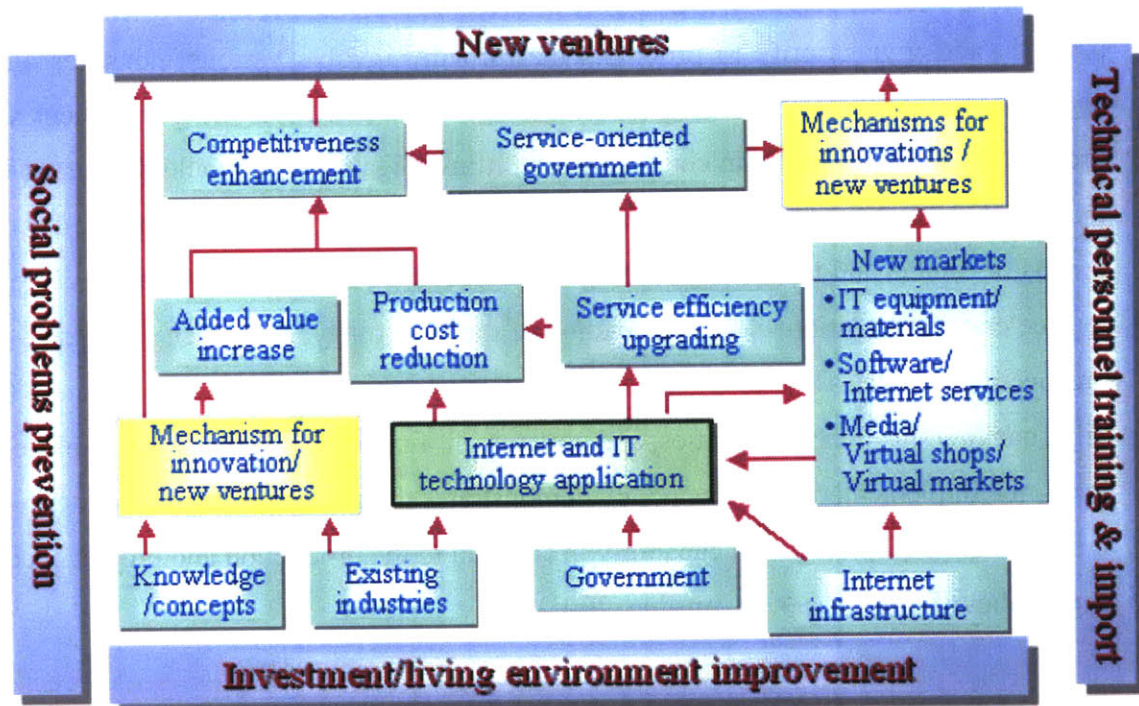 New ventures
Social problems prevention
Technical personnel training & import
Competitiveness
enhancement
Service-oriented
government
Mechanisms for
innovations /
new ventures
Added value
increase
Production
cost
reduction
Service efficiency
upgrading
New markets
•IT equipment/
materials
•Software/
Internet services
•Media/
Virtual shops/
Virtual markets
Mechanism for
innovation/
new ventures
Internet and IT
technology application
Knowledge
/concepts
Existing
industries
Government
Internet
infrastructure
Investment/living environment improvement